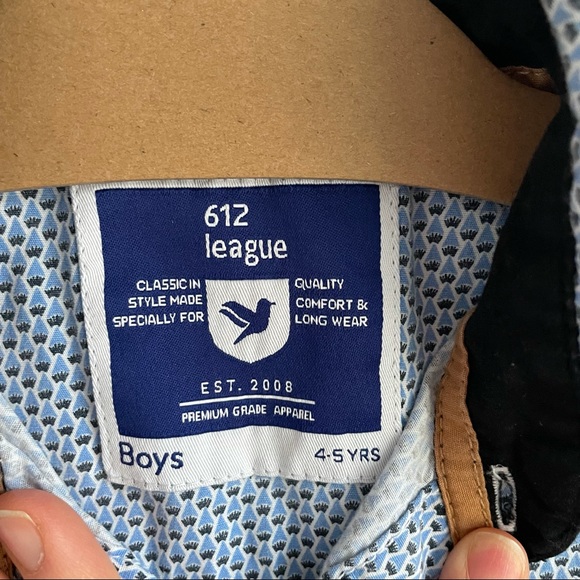 612
league
CLASSIC IN
STYLE MADE
SPECIALLY FOR
QUALITY
COMFORT &
LONG WEAR
EST. 2008
PREMIUM GRADE APPAREL
Boys 4-5 YRS